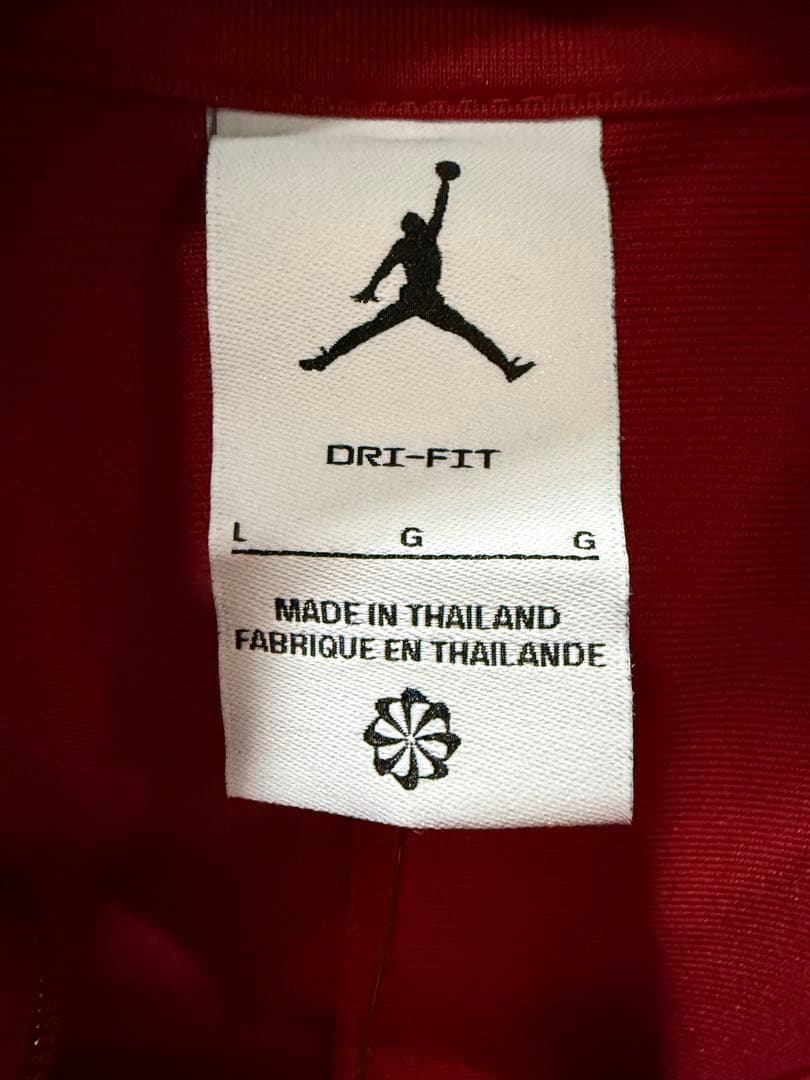 DRI-FIT
L G G
MADE IN THAILAND
FABRIQUE EN THAILANDE